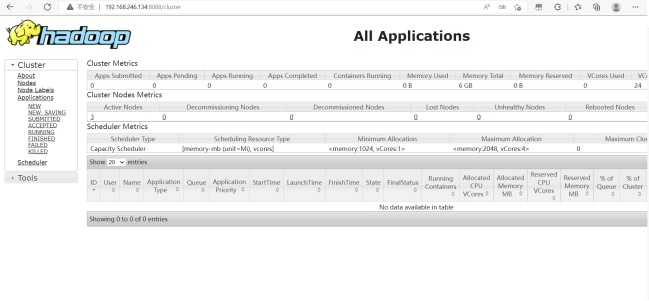 不安全 | 192.168.246.134:8088/cluster
hadoop
All Applications
Cluster
About
Nodes
Node Labels
Applications
NEW
NEW_SAVING
SUBMITTED
ACCEPTED
RUNNING
FINISHED
FAILED
KILLED
Scheduler
Tools
Cluster Metrics
Apps Submitted Apps Pending Apps Running Apps Completed Containers Running Memory Used Memory Total Memory Reserved VCores Used
0 0 0 0 0 0 B 6 GB 0 B 0 24
Cluster Nodes Metrics
Active Nodes Decommissioning Nodes Decommissioned Nodes Lost Nodes Unhealthy Nodes Rebooted Nodes
3 0 0 0 0 0
Scheduler Metrics
Scheduler Type Scheduling Resource Type Minimum Allocation Maximum Allocation Maximum Clu
Capacity Scheduler [memory-mb (unit=Mi), vcores] <memory:1024, vCores:1> <memory:2048, vCores:4> 0
Show 20 entries
ID User Name Application Type Queue Application Priority StartTime LaunchTime FinishTime State FinalStatus Running Containers Allocated CPU VCores Allocated Memory MB Reserved CPU VCores Reserved Memory MB % of Queue % of Cluster
No data available in table
Showing 0 to 0 of 0 entries